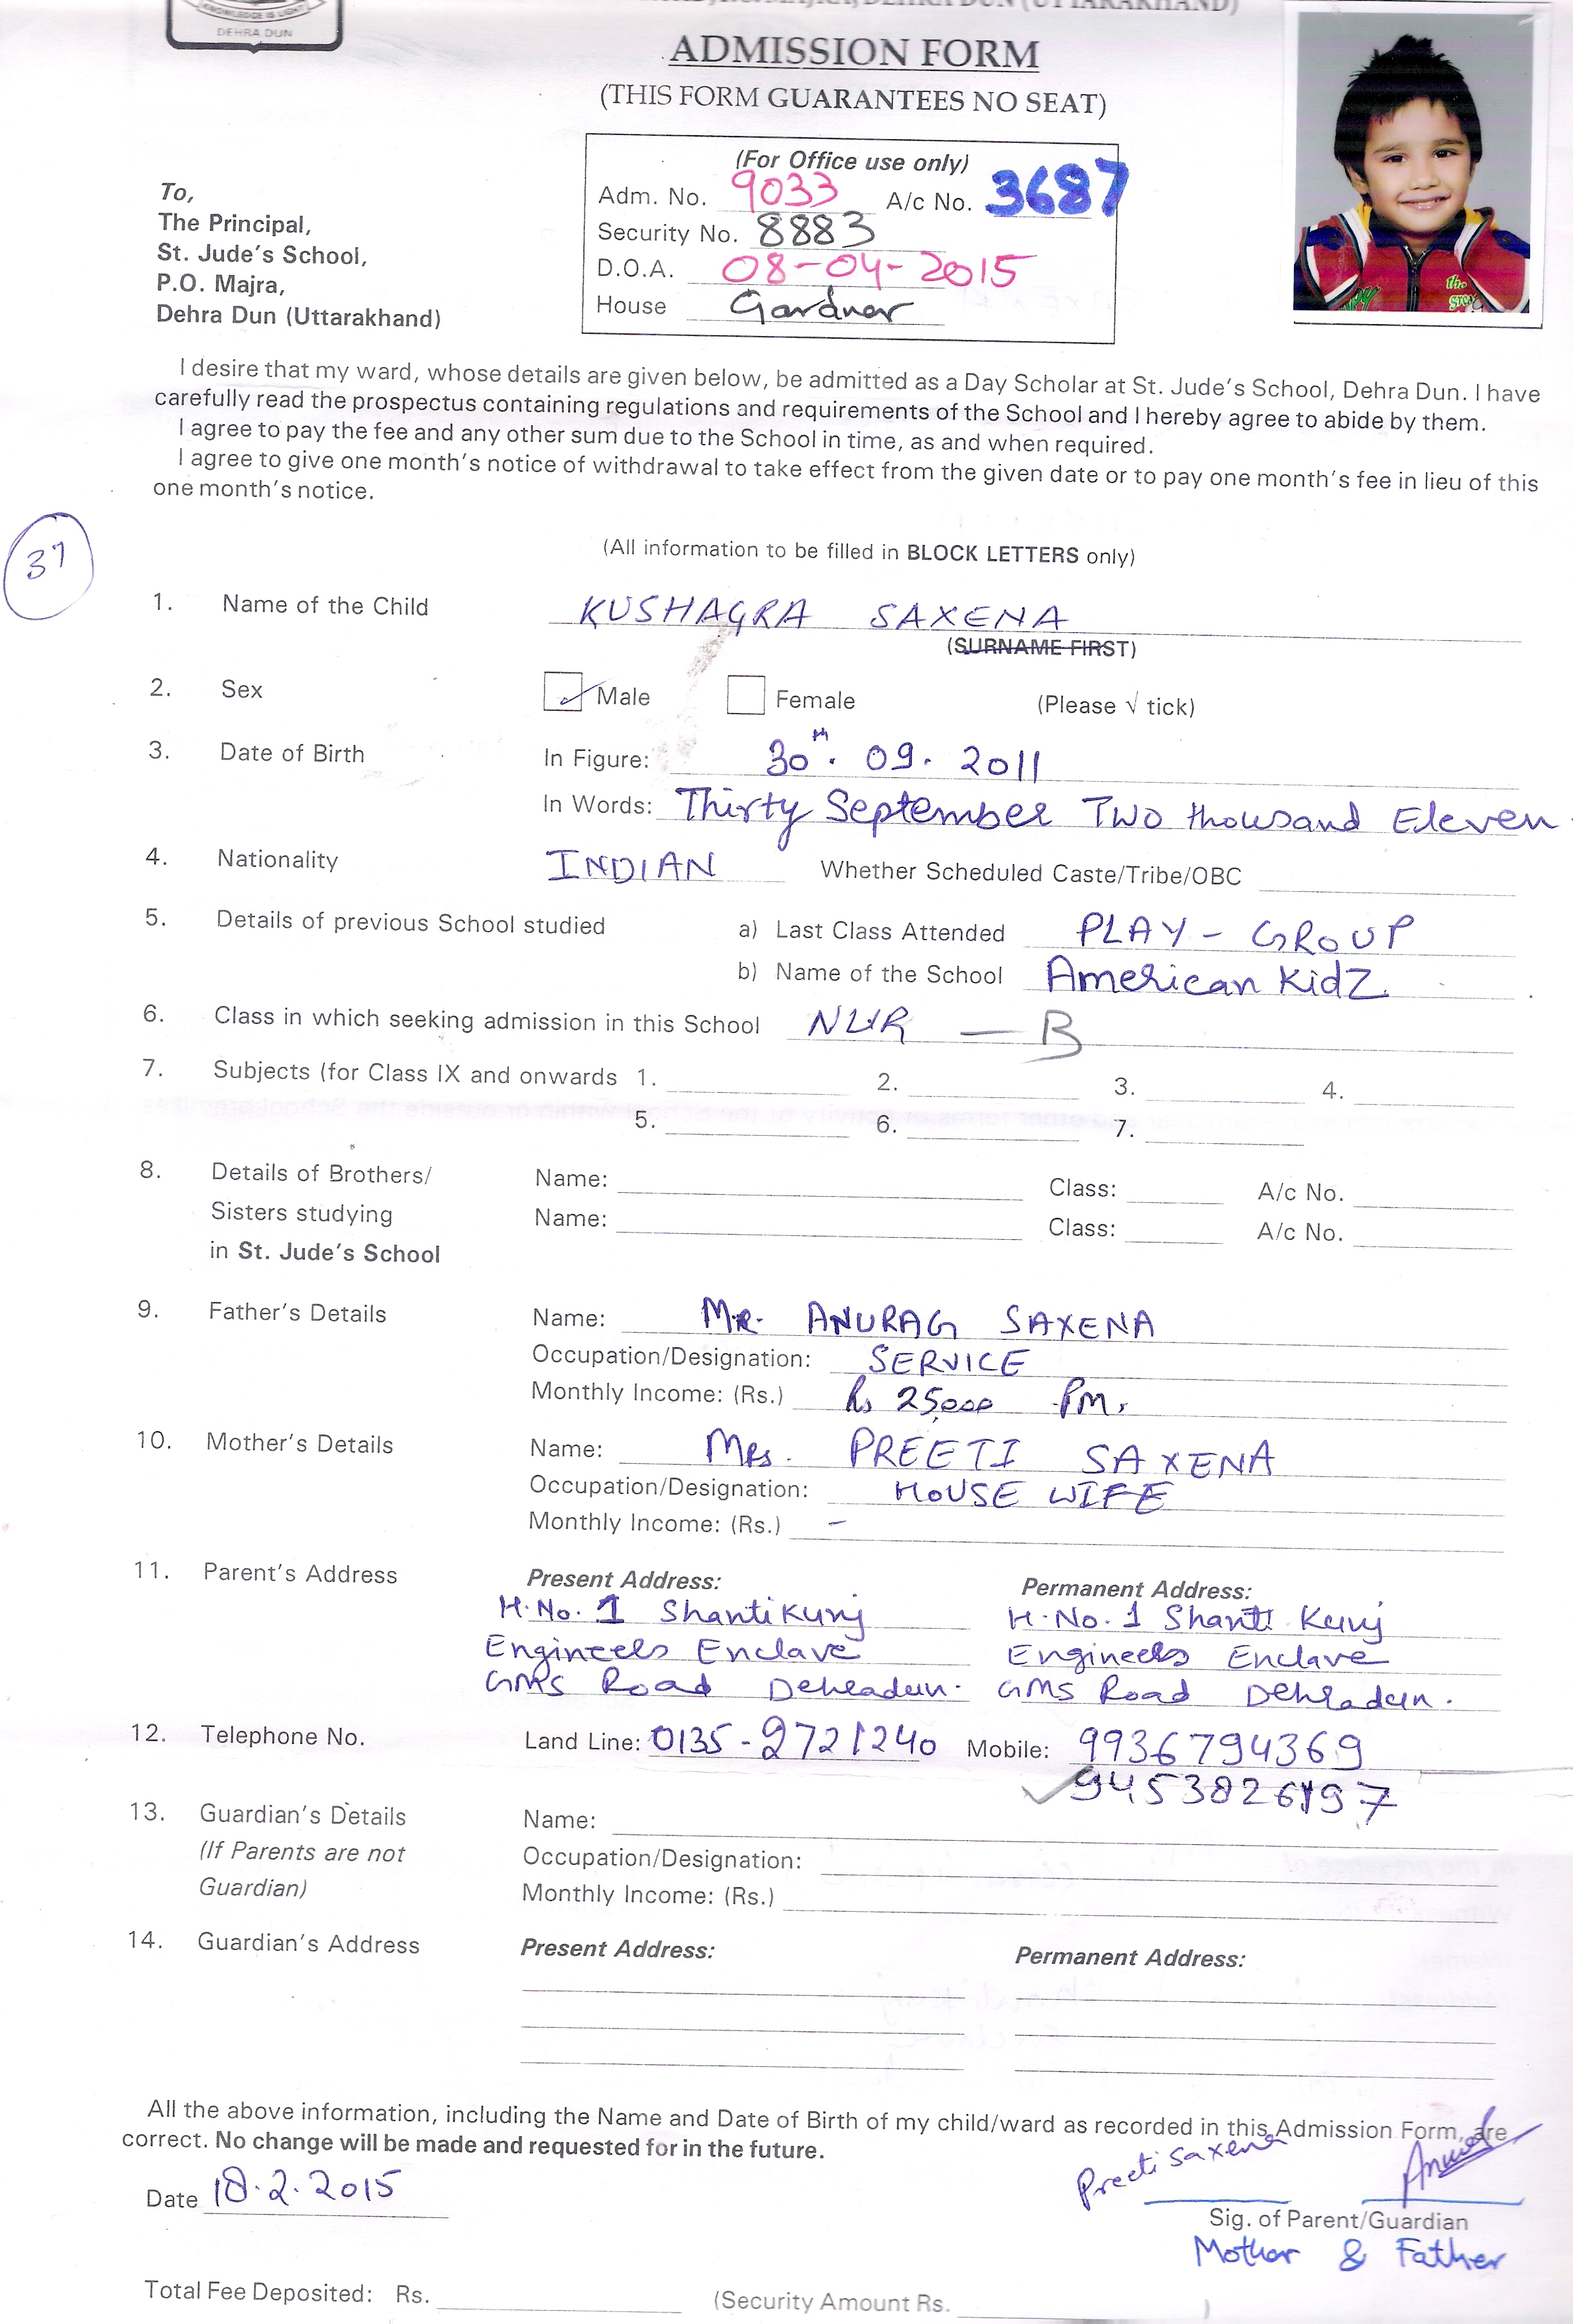 KNOWLEDGE IS LIGHT
DEHRA DUN
ADMISSION FORM
(THIS FORM GUARANTEES NO SEAT)
(For Office use only)
Adm. No. 9033 A/c No. 3687
Security No. 8883
D.O.A. 08-04-2015
House Gardner
To,
The Principal,
St. Jude's School,
P.O. Majra,
Dehra Dun (Uttarakhand)
I desire that my ward, whose details are given below, be admitted as a Day Scholar at St. Jude's School, Dehra Dun. I have
carefully read the prospectus containing regulations and requirements of the School and I hereby agree to abide by them.
I agree to pay the fee and any other sum due to the School in time, as and when required.
I agree to give one month's notice of withdrawal to take effect from the given date or to pay one month's fee in lieu of this
one month's notice.
37
(All information to be filled in BLOCK LETTERS only)
1. Name of the Child KUSHAGRA SAXENA
(SURNAME FIRST)
2. Sex Male Female (Please √ tick)
3. Date of Birth In Figure: 30th. 09. 2011
In Words: Thirty September Two thousand Eleven
4. Nationality INDIAN Whether Scheduled Caste/Tribe/OBC
5. Details of previous School studied a) Last Class Attended PLAY - GROUP
b) Name of the School American KidZ
6. Class in which seeking admission in this School NUR — B
7. Subjects (for Class IX and onwards 1. 2. 3. 4.
5. 6. 7.
8. Details of Brothers/ Name: Class: A/c No.
Sisters studying Name: Class: A/c No.
in St. Jude's School
9. Father's Details Name: MR. ANURAG SAXENA
Occupation/Designation: SERVICE
Monthly Income: (Rs.) Rs 25,000 PM.
10. Mother's Details Name: MRs. PREETI SAXENA
Occupation/Designation: HOUSE WIFE
Monthly Income: (Rs.) -
11. Parent's Address Present Address: Permanent Address:
H.No. 1 Shanti Kunj H.No. 1 Shanti Kunj
Engineers Enclave Engineers Enclave
GMS Road Dehradun. GMS Road Dehradun.
12. Telephone No. Land Line: 0135-2721240 Mobile: 9936794369
13. Guardian's Details Name:
(If Parents are not Occupation/Designation:
Guardian) Monthly Income: (Rs.)
14. Guardian's Address Present Address: Permanent Address:
All the above information, including the Name and Date of Birth of my child/ward as recorded in this Admission Form, are
correct. No change will be made and requested for in the future.
Preeti Saxena
Date 18.2.2015
Sig. of Parent/Guardian
Mother & Father
Total Fee Deposited: Rs. (Security Amount Rs. )